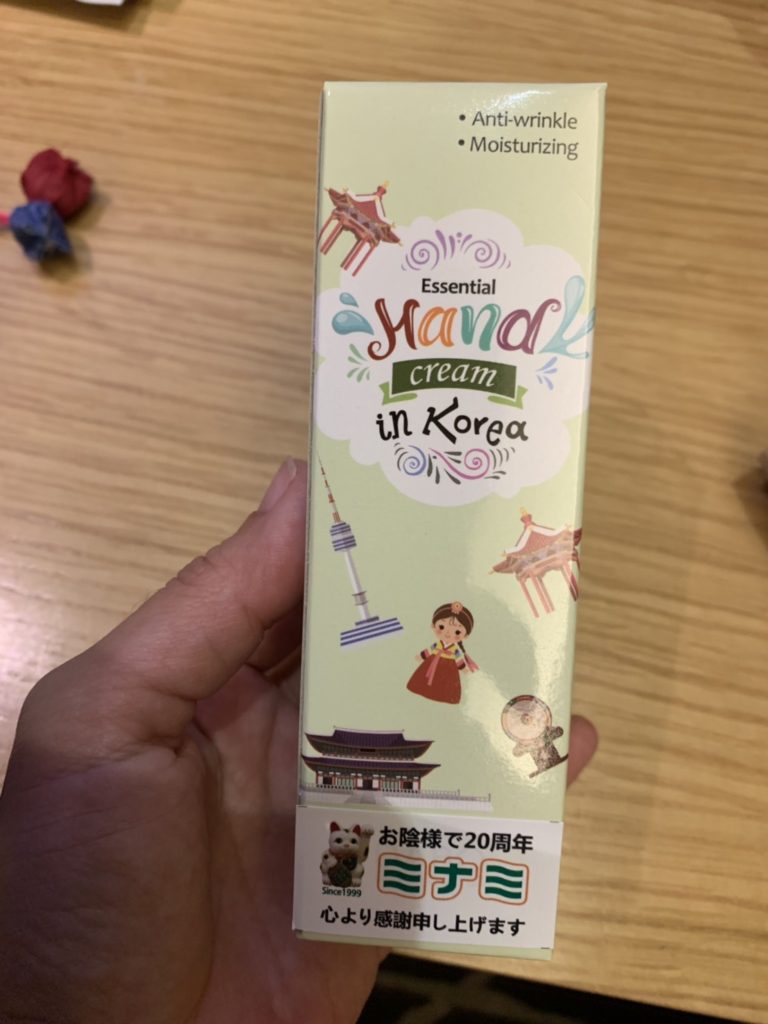 • Anti-wrinkle
• Moisturizing
Essential
Hand
cream
in Korea
お陰様で20周年
ミナミ
Since1999
心より感謝申し上げます